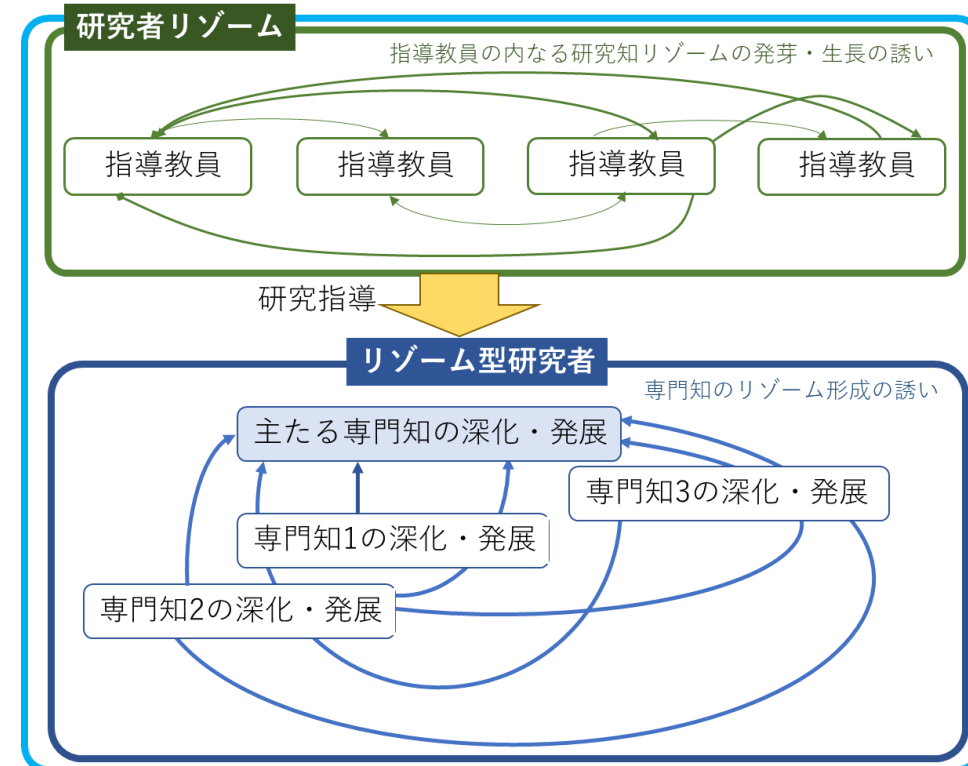 研究者リゾーム
指導教員の内なる研究知リゾームの発芽・生長の誘い
指導教員
指導教員
指導教員
指導教員
研究指導
リゾーム型研究者
専門知のリゾーム形成の誘い
主たる専門知の深化・発展
専門知3の深化・発展
専門知1の深化・発展
専門知2の深化・発展